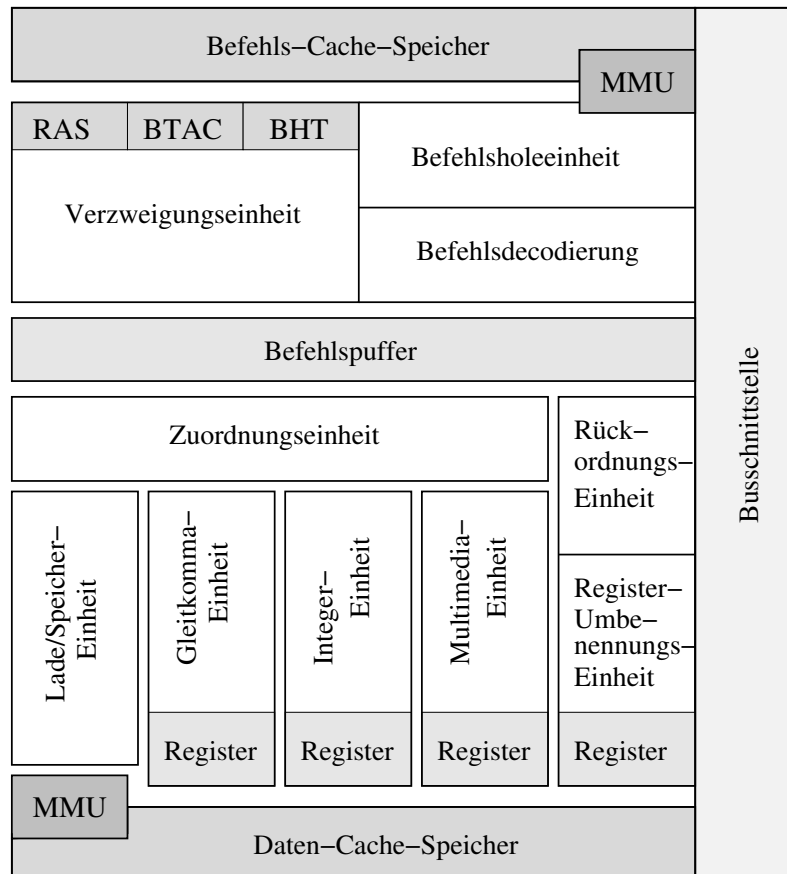 Befehls−Cache−Speicher
MMU
RAS
BTAC
BHT
Befehlsholeeinheit
Verzweigungseinheit
Befehlsdecodierung
Befehlspuffer
Busschnittstelle
Zuordnungseinheit
Rück−
ordnungs−
Einheit
Lade/Speicher−
Einheit
Gleitkomma−
Einheit
Integer−
Einheit
Multimedia−
Einheit
Register−
Umbe−
nennungs−
Einheit
Register
Register
Register
Register
MMU
Daten−Cache−Speicher